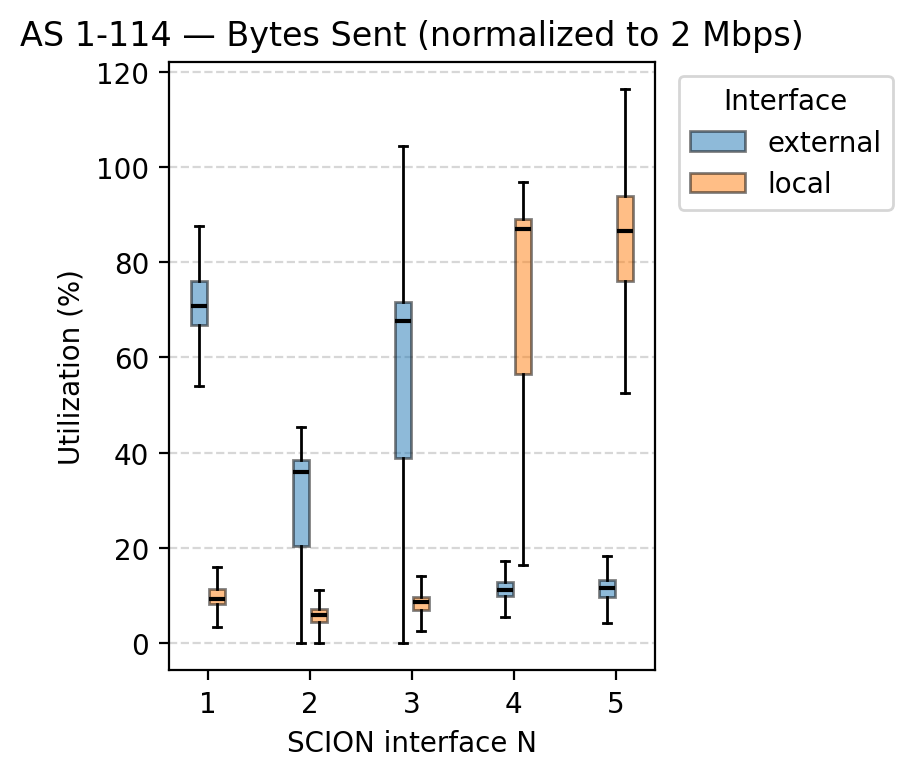 AS 1-114 — Bytes Sent (normalized to 2 Mbps)
120
100
80
60
40
20
0
Utilization (%)
1 2 3 4 5
SCION interface N
Interface
external
local